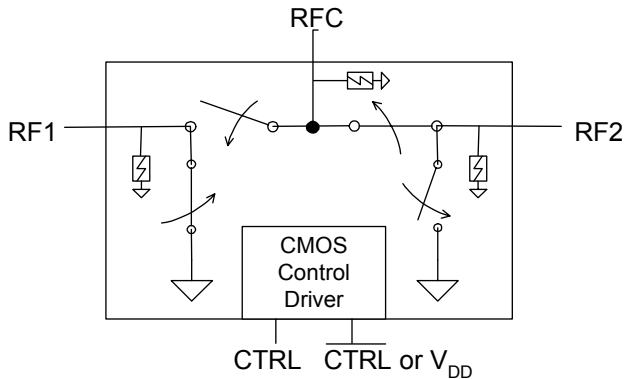 RFC
RF1
RF2
CMOS
Control
Driver
CTRL
CTRL or VDD